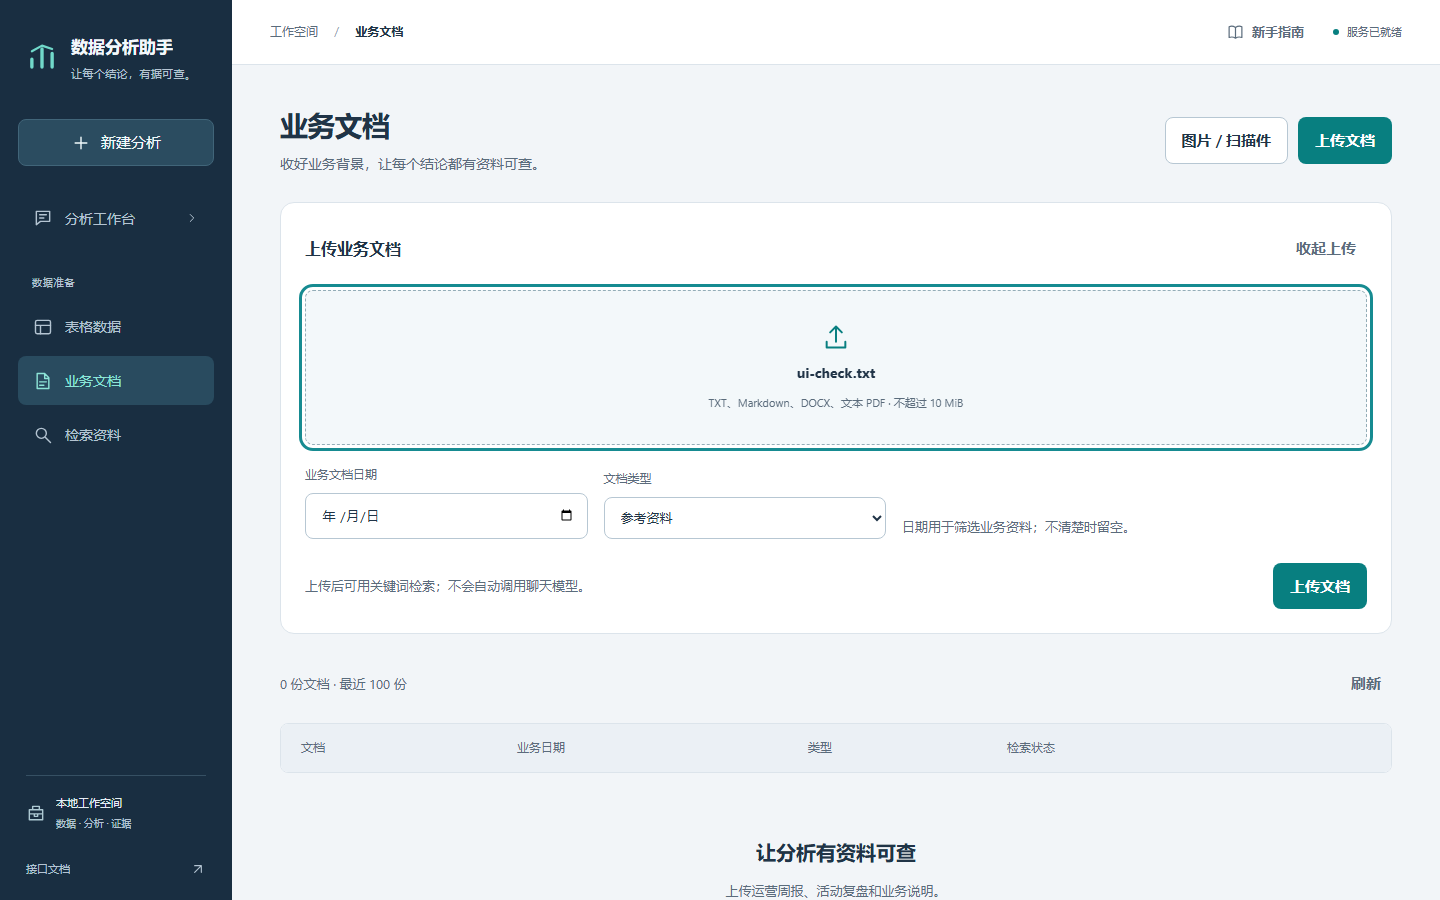 数据分析助手
让每个结论，有据可查。
新建分析
分析工作台
数据准备
表格数据
业务文档
检索资料
本地工作空间
数据 · 分析 · 证据
接口文档
工作空间 / 业务文档
新手指南
服务已就绪
业务文档
收好业务背景，让每个结论都有资料可查。
图片 / 扫描件
上传文档
上传业务文档
收起上传
ui-check.txt
TXT、Markdown、DOCX、文本 PDF · 不超过 10 MiB
业务文档日期
年 /月/日
文档类型
参考资料
日期用于筛选业务资料；不清楚时留空。
上传后可用关键词检索；不会自动调用聊天模型。
上传文档
0 份文档 · 最近 100 份
刷新
文档 业务日期 类型 检索状态
让分析有资料可查
上传运营周报、活动复盘和业务说明。